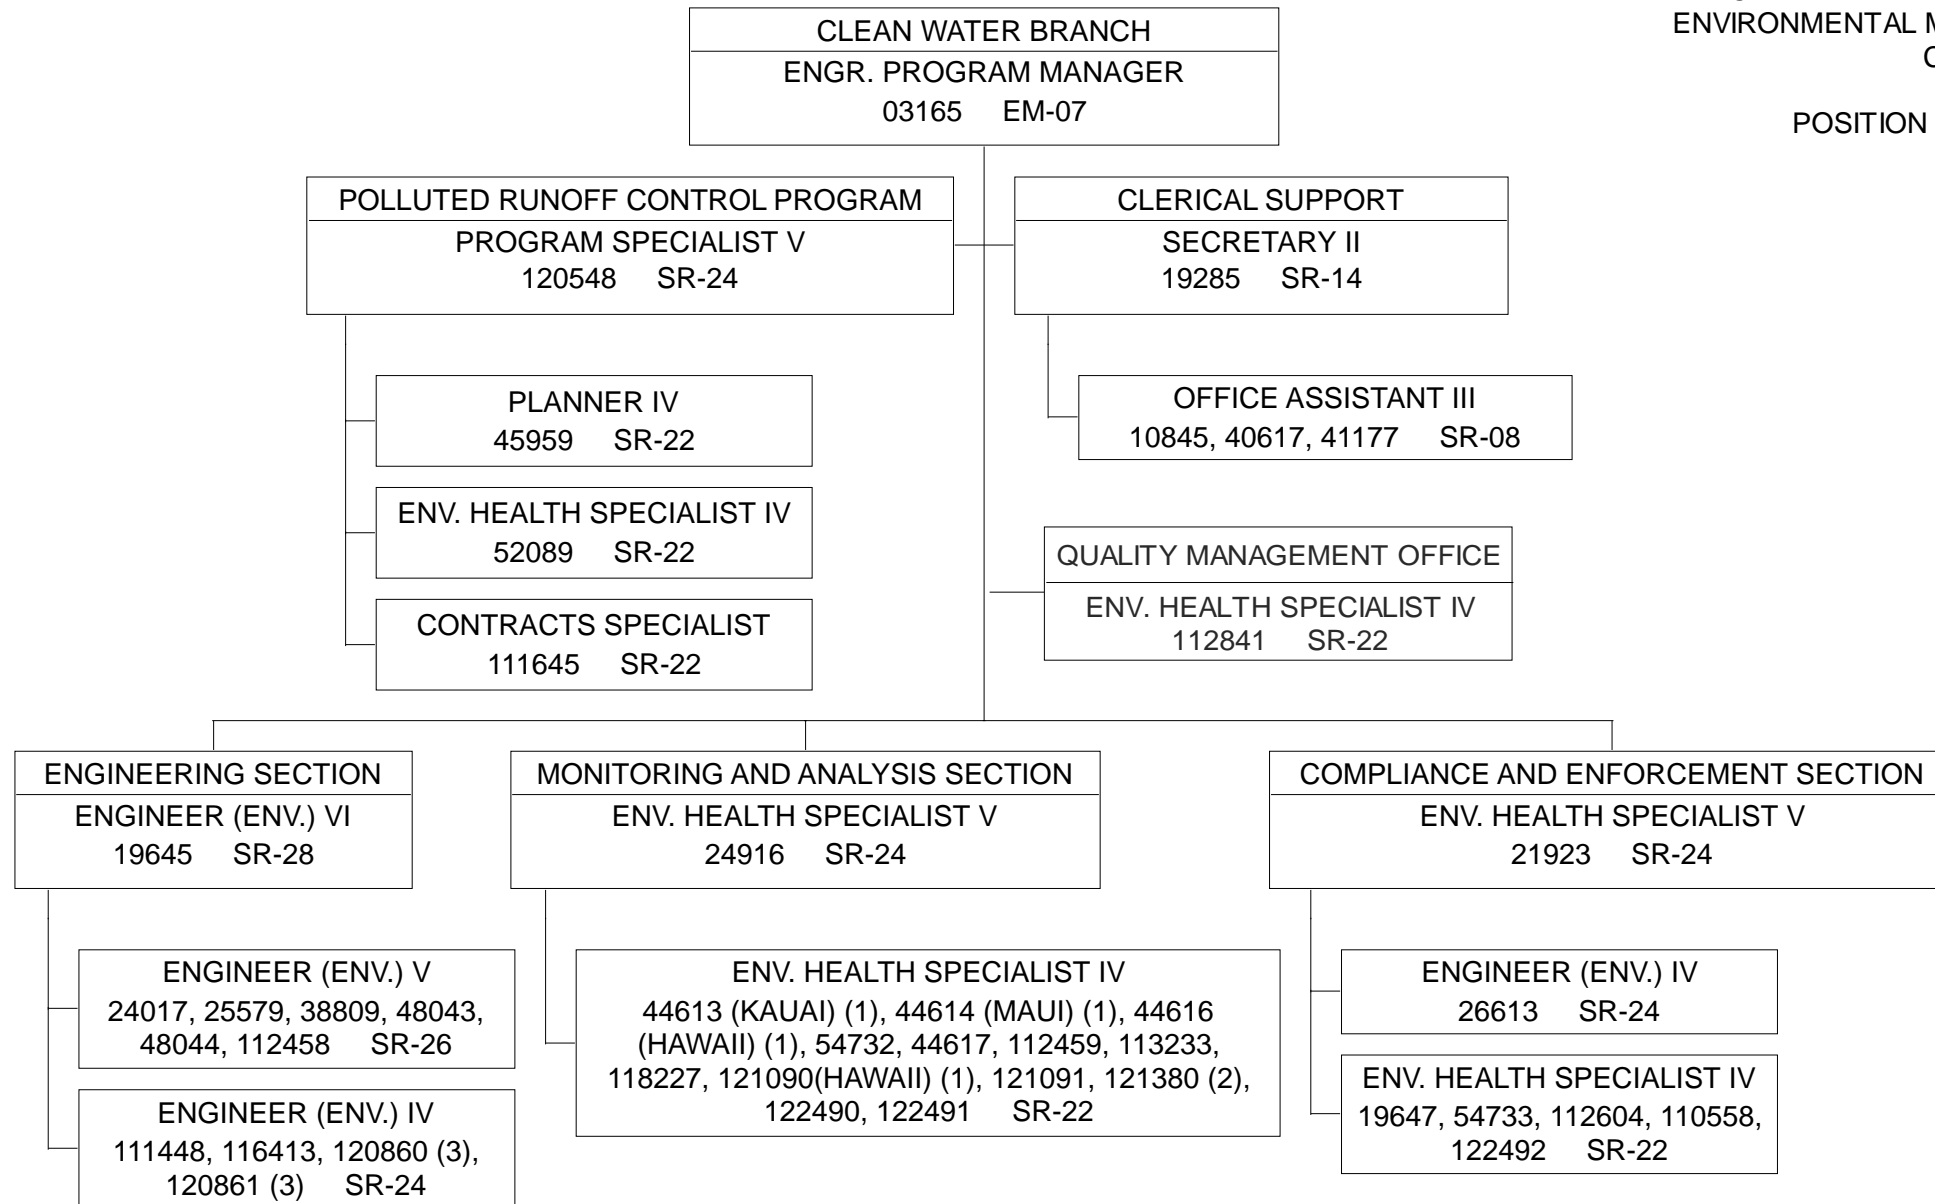 ENVIRONMENTAL
POSITION
CLEAN WATER BRANCH
ENGR. PROGRAM MANAGER
03165 EM-07
POLLUTED RUNOFF CONTROL PROGRAM
PROGRAM SPECIALIST V
120548 SR-24
CLERICAL SUPPORT
SECRETARY II
19285 SR-14
PLANNER IV
45959 SR-22
ENV. HEALTH SPECIALIST IV
52089 SR-22
CONTRACTS SPECIALIST
111645 SR-22
OFFICE ASSISTANT III
10845, 40617, 41177 SR-08
QUALITY MANAGEMENT OFFICE
ENV. HEALTH SPECIALIST IV
112841 SR-22
ENGINEERING SECTION
ENGINEER (ENV.) VI
19645 SR-28
ENGINEER (ENV.) V
24017, 25579, 38809, 48043,
48044, 112458 SR-26
ENGINEER (ENV.) IV
111448, 116413, 120860 (3),
120861 (3) SR-24
MONITORING AND ANALYSIS SECTION
ENV. HEALTH SPECIALIST V
24916 SR-24
ENV. HEALTH SPECIALIST IV
44613 (KAUAI) (1), 44614 (MAUI) (1), 44616
(HAWAII) (1), 54732, 44617, 112459, 113233,
118227, 121090(HAWAII) (1), 121091, 121380 (2),
122490, 122491 SR-22
COMPLIANCE AND ENFORCEMENT SECTION
ENV. HEALTH SPECIALIST V
21923 SR-24
ENGINEER (ENV.) IV
26613 SR-24
ENV. HEALTH SPECIALIST IV
19647, 54733, 112604, 110558,
122492 SR-22